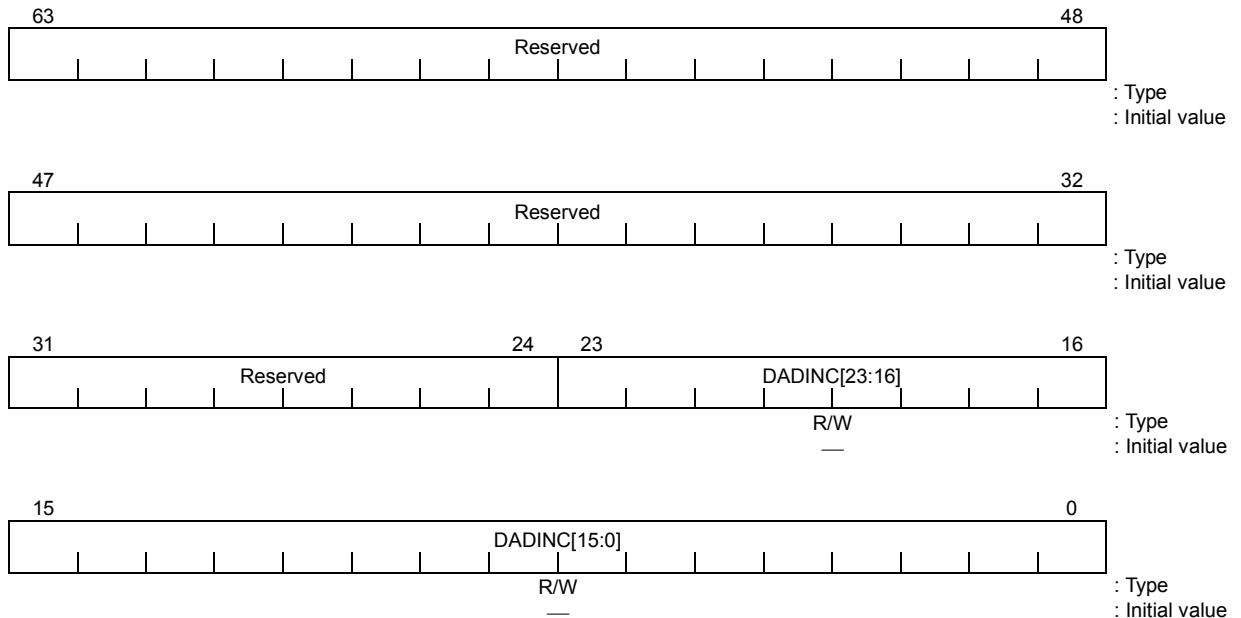 63 48
Reserved
: Type
: Initial value
47 32
Reserved
: Type
: Initial value
31 24 23 16
Reserved DADINC[23:16]
R/W : Type
— : Initial value
15 0
DADINC[15:0]
R/W : Type
— : Initial value